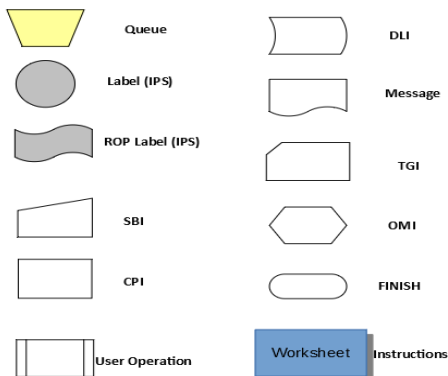 Queue
Label (IPS)
ROP Label (IPS)
SBI
CPI
User Operation
DLI
Message
TGI
OMI
FINISH
Worksheet
Instructions